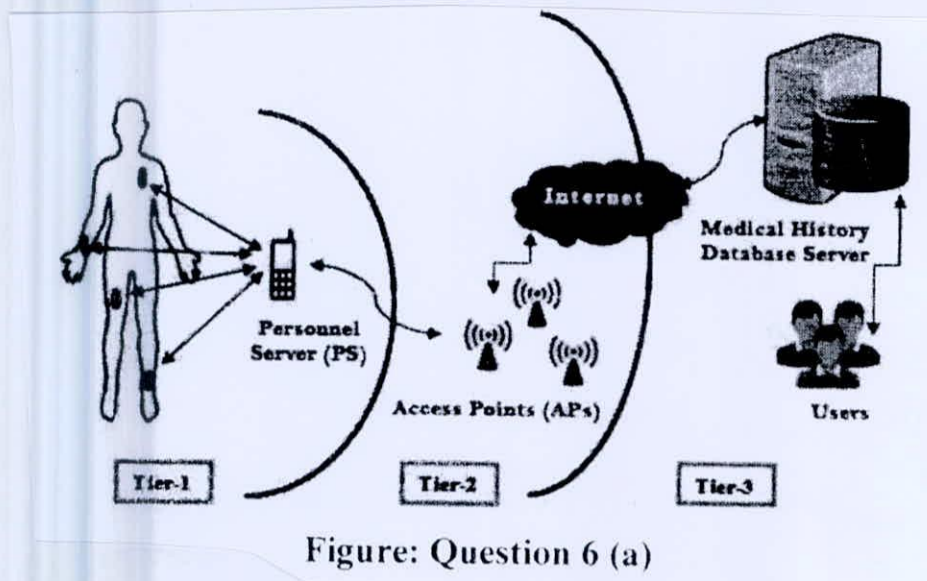 Internet
Medical History
Database Server
Personnel
Server (PS)
Access Points (APs)
Users
Tier-1
Tier-2
Tier-3
Figure: Question 6 (a)